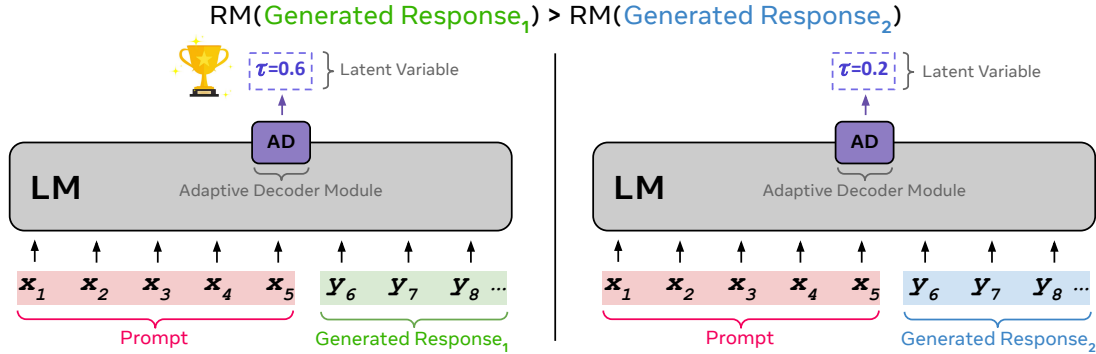 RM(Generated Response1) > RM(Generated Response2)
τ=0.6 Latent Variable
AD
LM
Adaptive Decoder Module
x1 x2 x3 x4 x5 y6 y7 y8 ...
Prompt Generated Response1
τ=0.2 Latent Variable
AD
LM
Adaptive Decoder Module
x1 x2 x3 x4 x5 y6 y7 y8 ...
Prompt Generated Response2